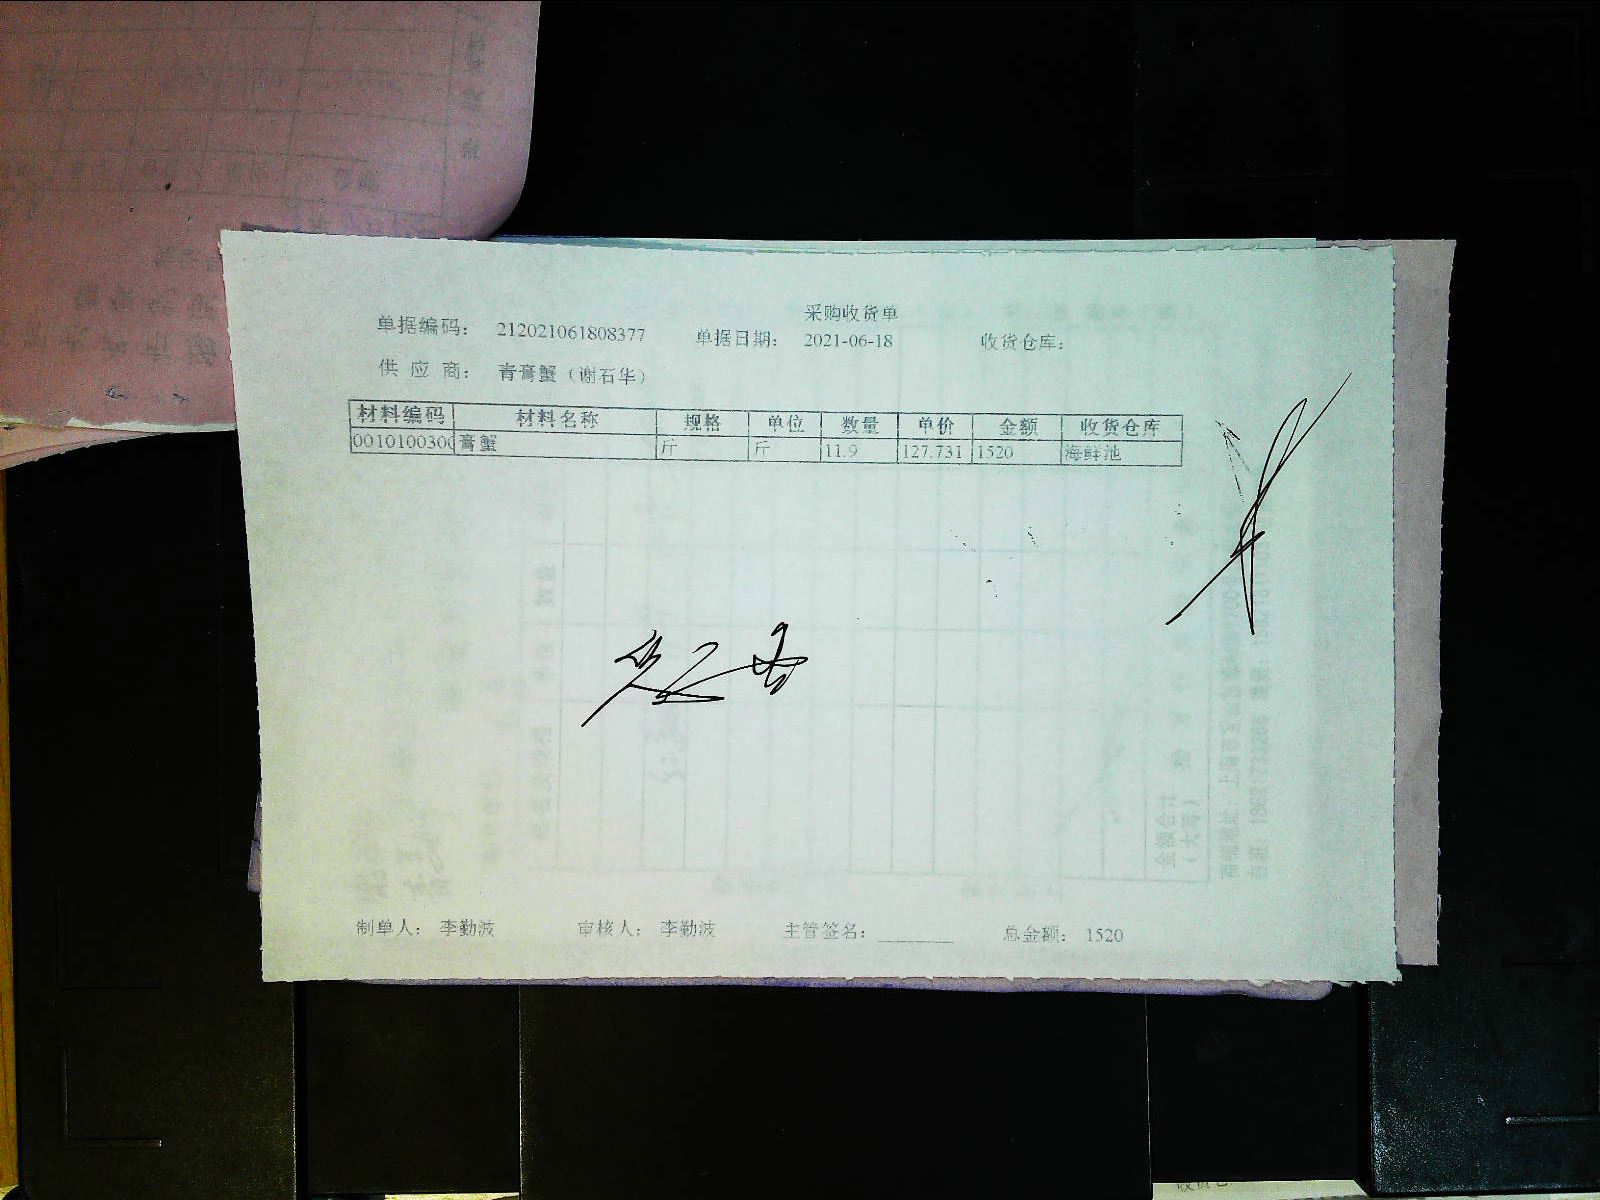 采购收货单
单据编码： 212021061808377 单据日期： 2021-06-18 收货仓库：
供 应 商： 青膏蟹（谢石华）
材料编码 材料名称 规格 单位 数量 单价 金额 收货仓库
0010100300 膏蟹 斤 斤 11.9 127.731 1520 海鲜池
制单人： 李勤波 审核人： 李勤波 主管签名： 总金额： 1520